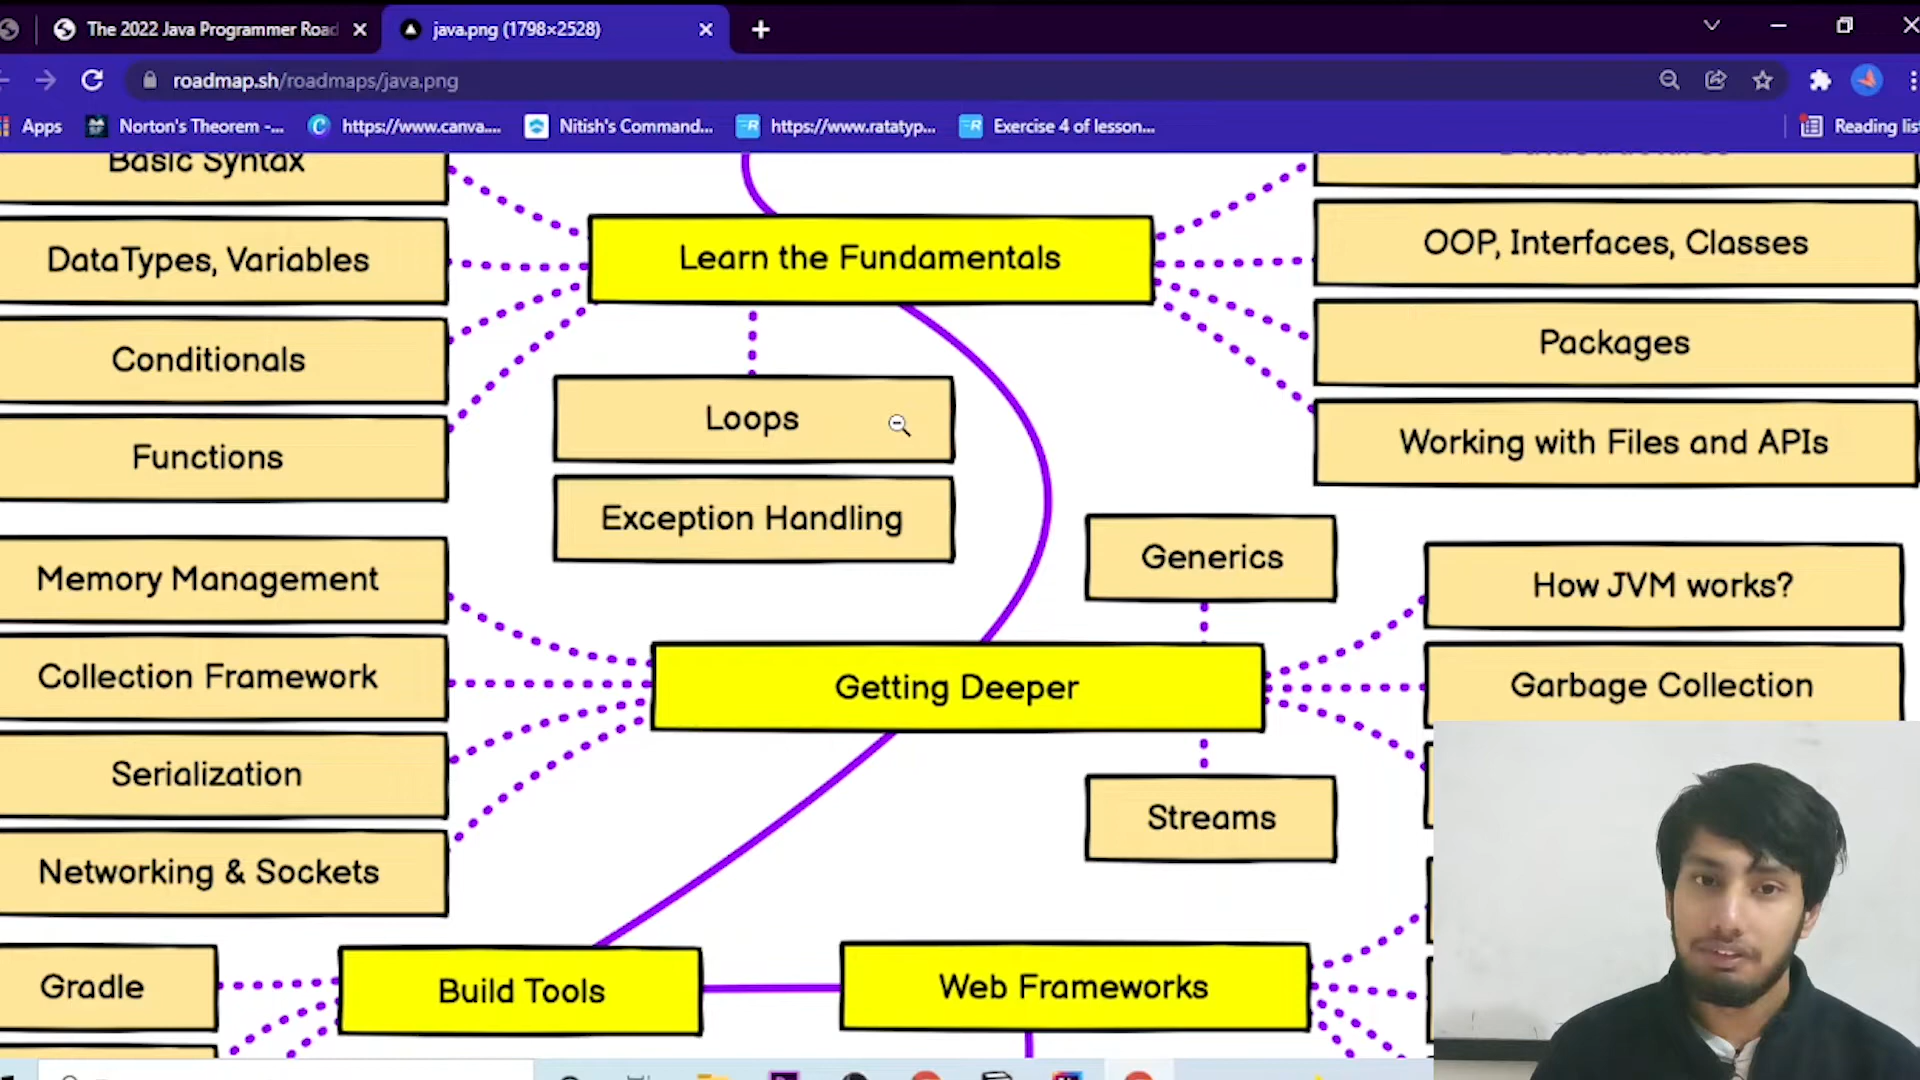 The 2022 Java Programmer Road
java.png (1798×2528)
roadmap.sh/roadmaps/java.png
Apps
Norton's Theorem -...
https://www.canva....
Nitish's Command...
https://www.ratatyp...
Exercise 4 of lesson...
Reading list
Basic Syntax
Learn the Fundamentals
OOP, Interfaces, Classes
DataTypes, Variables
Packages
Conditionals
Loops
Working with Files and APIs
Functions
Exception Handling
Generics
How JVM works?
Memory Management
Collection Framework
Getting Deeper
Garbage Collection
Serialization
Streams
Networking & Sockets
Gradle
Build Tools
Web Frameworks